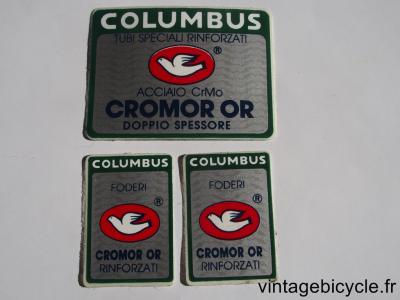 COLUMBUS
TUBI SPECIALI RINFORZATI
®
ACCIAIO CrMo
CROMOR OR
DOPPIO SPESSORE
COLUMBUS
FODERI
®
CROMOR OR
RINFORZATI
COLUMBUS
FODERI
®
CROMOR OR
RINFORZATI
vintagebicycle.fr